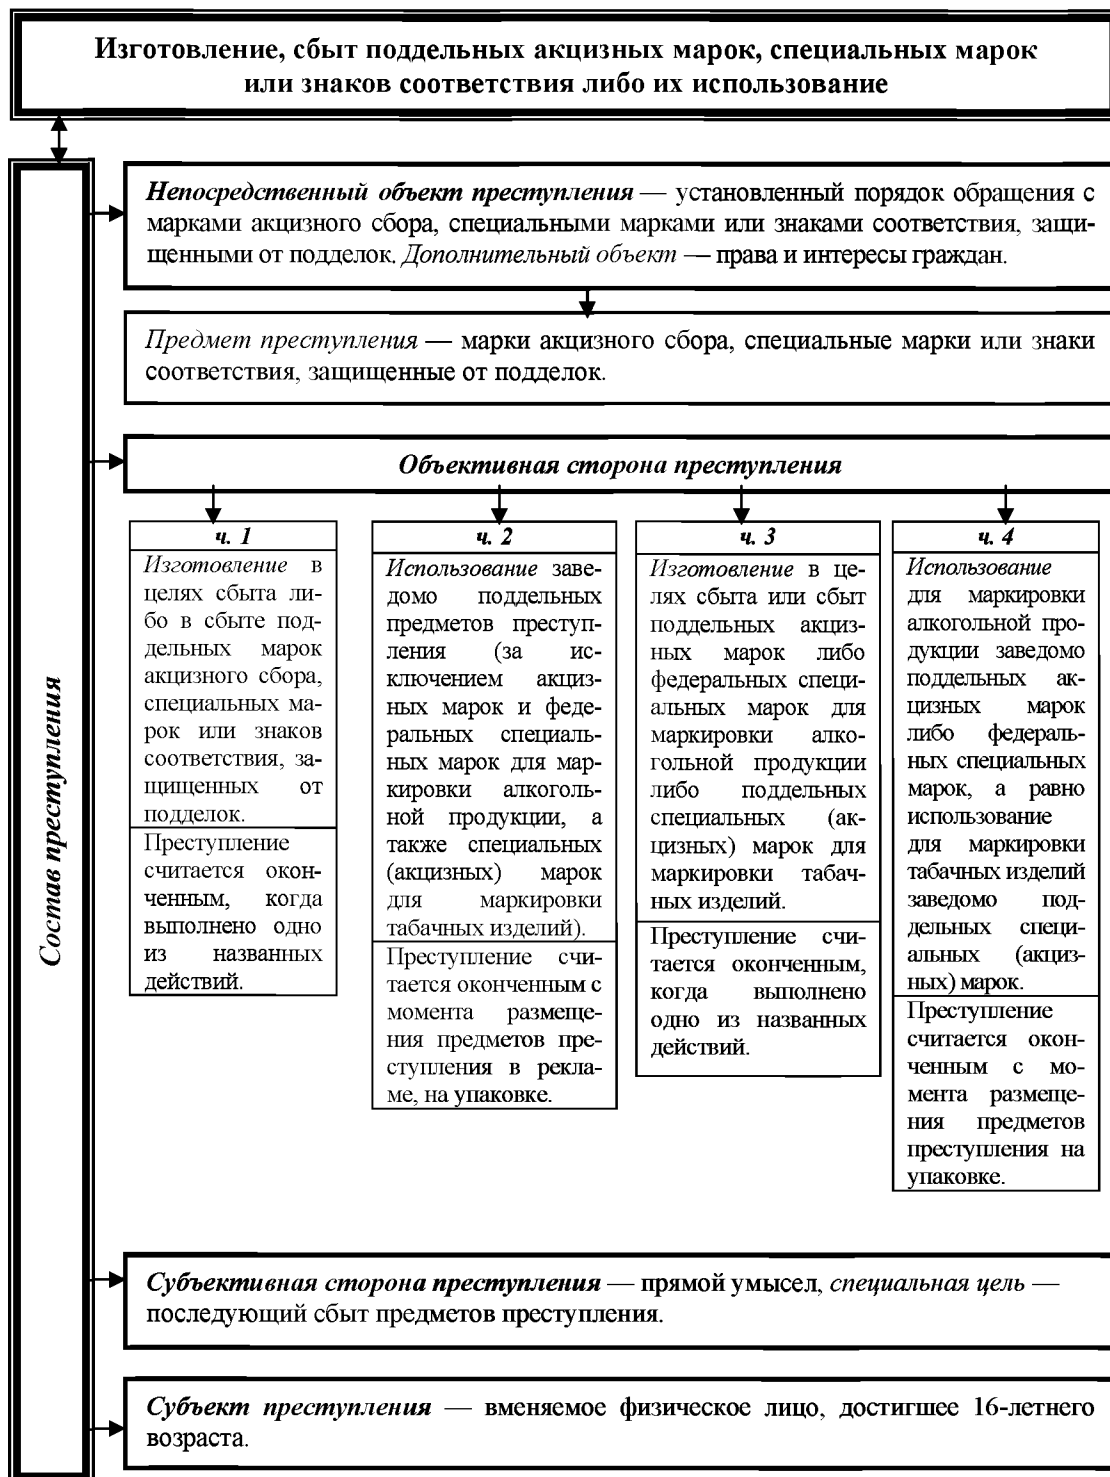 Изготовление, сбыт поддельных акцизных марок, специальных марок
или знаков соответствия либо их использование
Состав преступления
Непосредственный объект преступления — установленный порядок обращения с
марками акцизного сбора, специальными марками или знаками соответствия, защи-
щенными от подделок. Дополнительный объект — права и интересы граждан.
Предмет преступления — марки акцизного сбора, специальные марки или знаки
соответствия, защищенные от подделок.
Объективная сторона преступления
ч. 1
Изготовление в
целях сбыта ли-
бо в сбыте под-
дельных марок
акцизного сбора,
специальных ма-
рок или знаков
соответствия, за-
щищенных от
подделок.
Преступление
считается окон-
ченным, когда
выполнено одно
из названных
действий.
ч. 2
Использование заве-
домо поддельных
предметов преступ-
ления (за ис-
ключением акциз-
ных марок и феде-
ральных специаль-
ных марок для мар-
кировки алкоголь-
ной продукции, а
также специальных
(акцизных) марок
для маркировки
табачных изделий).
Преступление счи-
тается оконченным с
момента размеще-
ния предметов пре-
ступления в рекла-
ме, на упаковке.
ч. 3
Изготовление в це-
лях сбыта или сбыт
поддельных акциз-
ных марок либо
федеральных специ-
альных марок для
маркировки алко-
гольной продукции
либо поддельных
специальных (ак-
цизных) марок для
маркировки табач-
ных изделий.
Преступление счи-
тается оконченным,
когда выполнено
одно из названных
действий.
ч. 4
Использование
для маркировки
алкогольной про-
дукции заведомо
поддельных ак-
цизных марок
либо федераль-
ных специальных
марок, а равно
использование
для маркировки
табачных изделий
заведомо под-
дельных специ-
альных (акциз-
ных) марок.
Преступление
считается окон-
ченным с мо-
мента размеще-
ния предметов
преступления на
упаковке.
Субъективная сторона преступления — прямой умысел, специальная цель —
последующий сбыт предметов преступления.
Субъект преступления — вменяемое физическое лицо, достигшее 16-летнего
возраста.